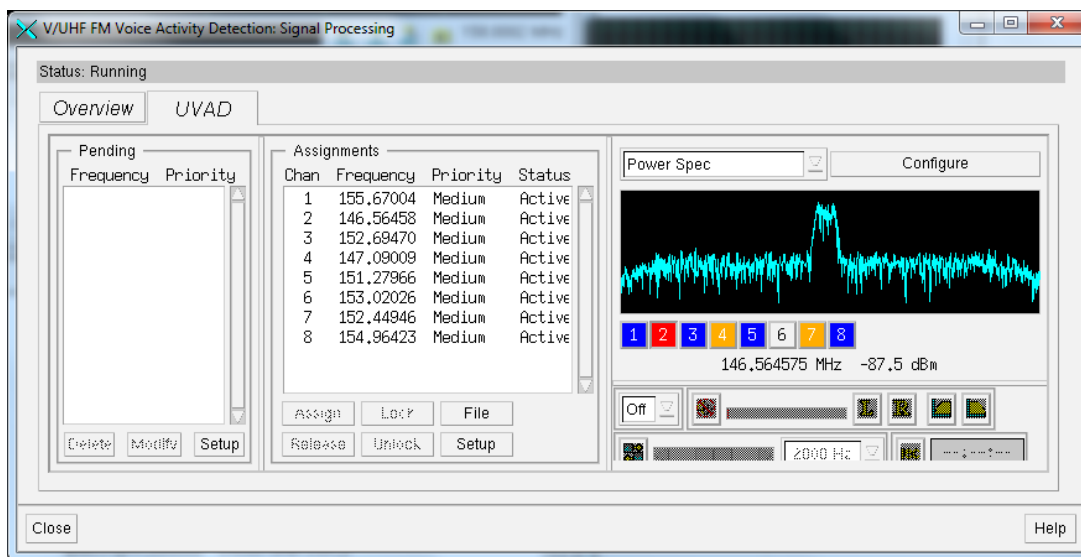 V/UHF FM Voice Activity Detection: Signal Processing
Status: Running
Overview UVAD
Pending
Frequency Priority
Delete Modify Setup
Assignments
Chan Frequency Priority Status
1 155.67004 Medium Active
2 146.56458 Medium Active
3 152.69470 Medium Active
4 147.09009 Medium Active
5 151.27966 Medium Active
6 153.02026 Medium Active
7 152.44946 Medium Active
8 154.96423 Medium Active
Assign Lock File
Release Unlock Setup
Power Spec Configure
1 2 3 4 5 6 7 8
146.564575 MHz -87.5 dBm
Off L R
2000 Hz --:--:--
Close Help